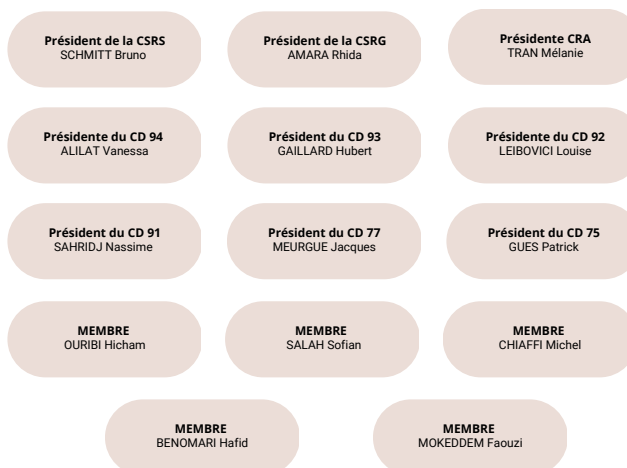 Président de la CSRS
SCHMITT Bruno
Président de la CSRG
AMARA Rhida
Présidente CRA
TRAN Mélanie
Présidente du CD 94
ALILAT Vanessa
Président du CD 93
GAILLARD Hubert
Présidente du CD 92
LEIBOVICI Louise
Président du CD 91
SAHRIDJ Nassime
Président du CD 77
MEURGUE Jacques
Président du CD 75
GUES Patrick
MEMBRE
OURIBI Hicham
MEMBRE
SALAH Sofian
MEMBRE
CHIAFFI Michel
MEMBRE
BENOMARI Hafid
MEMBRE
MOKEDDEM Faouzi